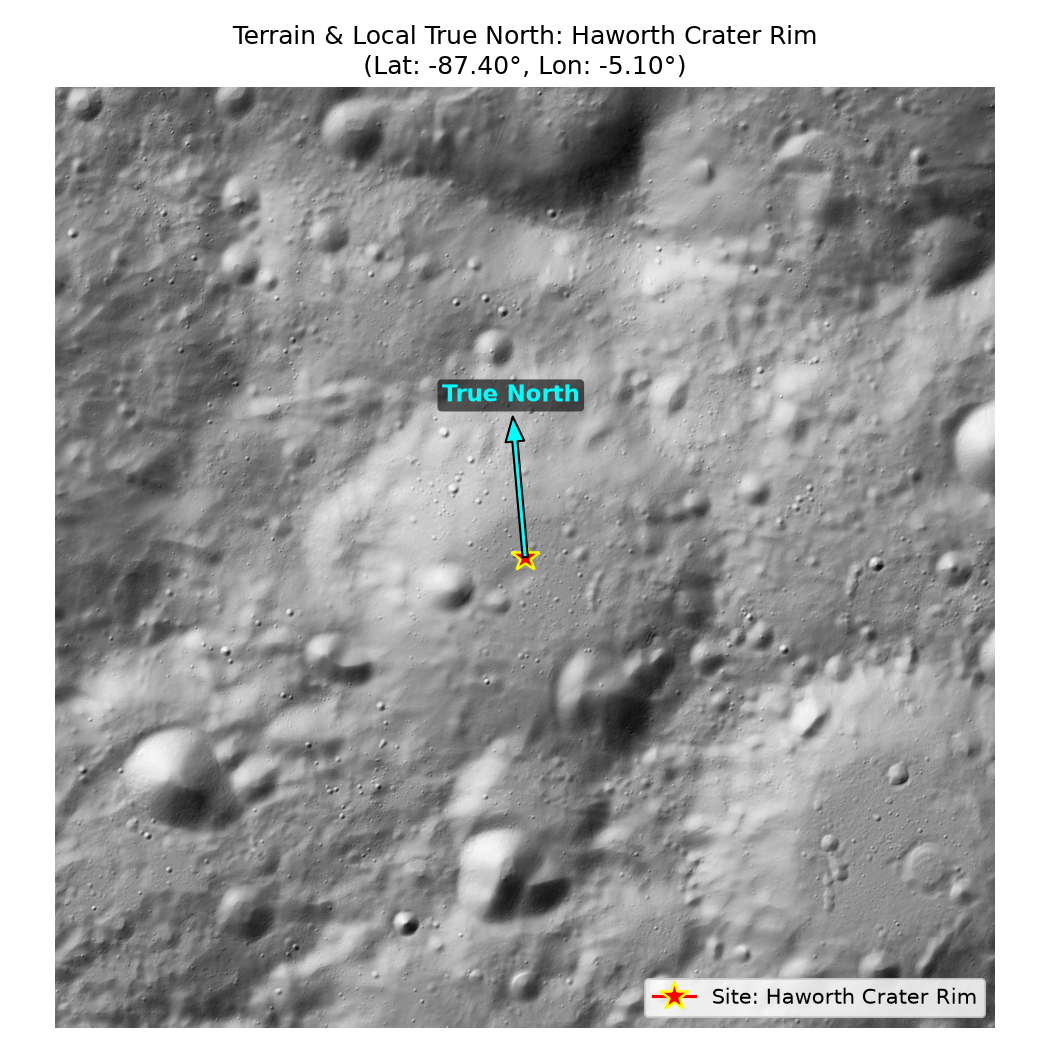 Terrain & Local True North: Haworth Crater Rim
(Lat: -87.40°, Lon: -5.10°)
True North
Site: Haworth Crater Rim